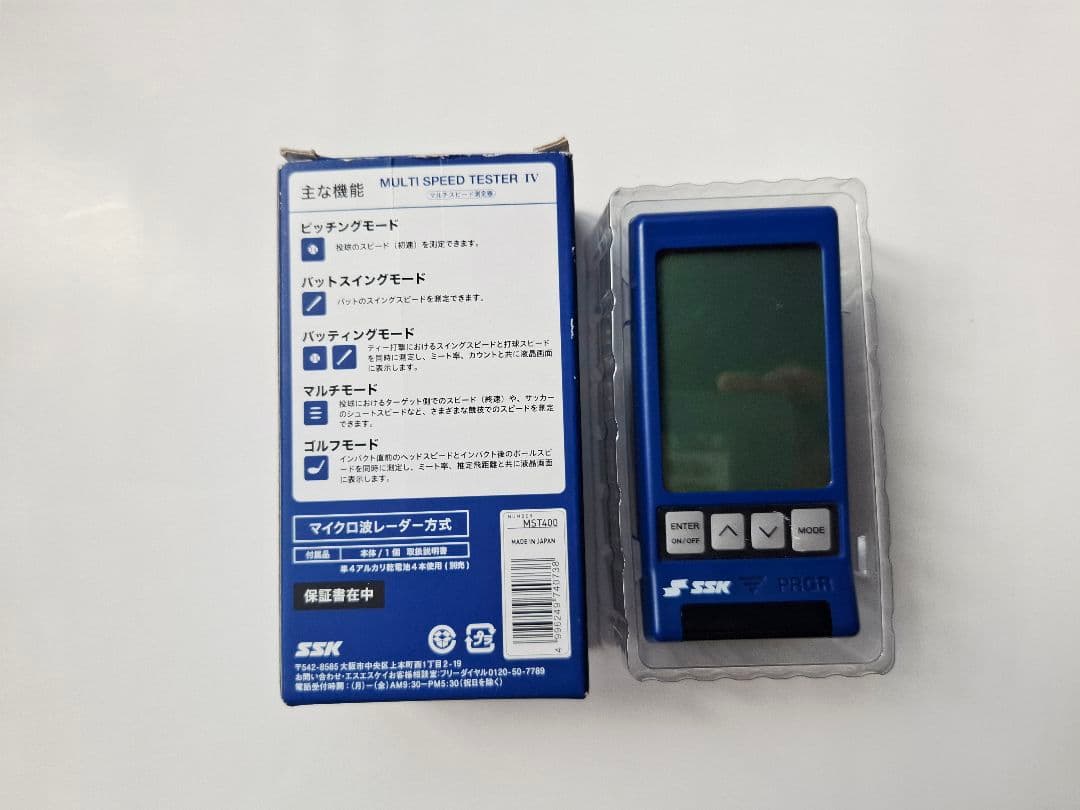 主な機能 MULTI SPEED TESTER IV
マルチスピード測定器
ピッチングモード
投球のスピード（初速）を測定できます。
バットスイングモード
バットのスイングスピードを測定できます。
バッティングモード
ティー打撃におけるスイングスピードと打球スピード
を同時に測定し、ミート率、カウントと共に液晶画面
に表示します。
マルチモード
投球におけるターゲット側でのスピード（終速）や、サッカー
のシュートスピードなど、さまざまな競技でのスピードを測定
できます。
ゴルフモード
インパクト直前のヘッドスピードとインパクト後のボールスピ
ードを同時に測定し、ミート率、推定飛距離と共に液晶画面
に表示します。
マイクロ波レーダー方式
付属品 本体/1個 取扱説明書
単4アルカリ乾電池4本使用(別売)
保証書在中
NUMBER
MST400
MADE IN JAPAN
4 996249 740738
プラ
SSK
〒542-8585 大阪市中央区上本町西1丁目2-19
お問い合わせ・エスエスケイお客様相談室:フリーダイヤル0120-50-7789
電話受付時間:(月)ー(金)AM9:30ーPM5:30(祝日を除く)
ENTER
ON/OFF
MODE
SSK PRGR